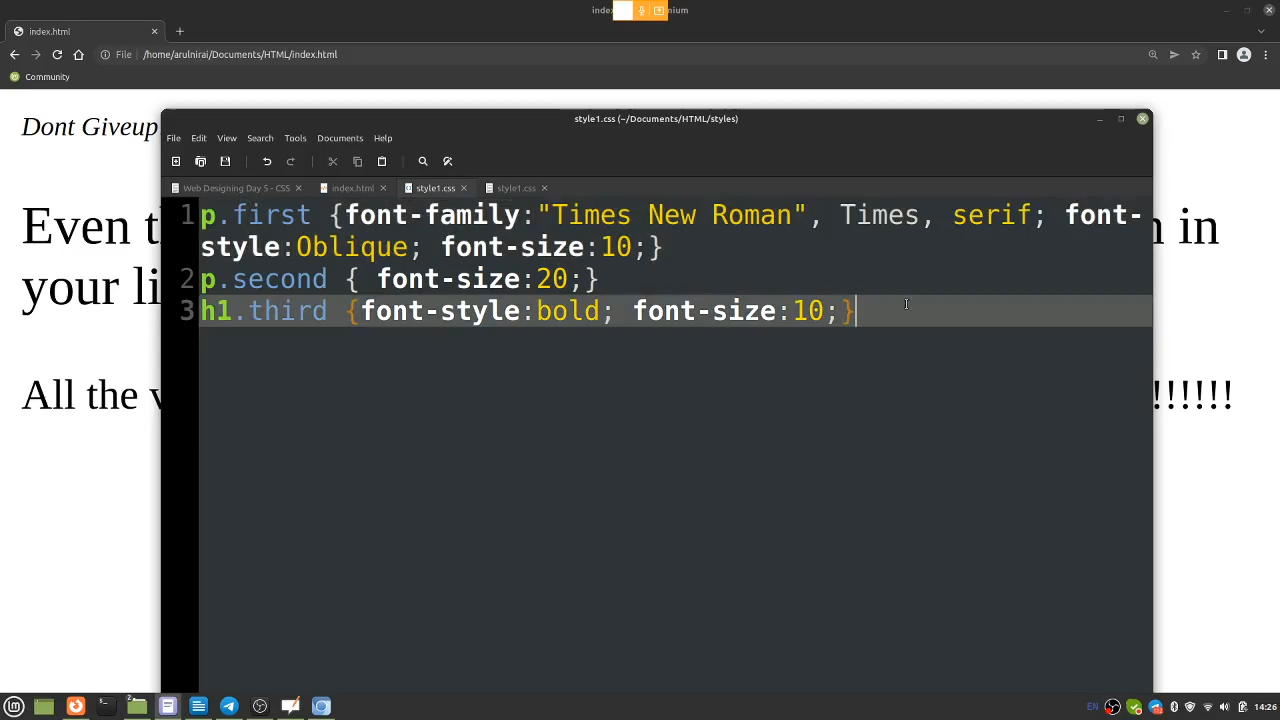 index.html
/home/arulnirai/Documents/HTML/index.html
File
Community
Dont Giveup
Even
in
your li
All the
!!!!!!
style1.css (~/Documents/HTML/styles)
File Edit View Search Tools Documents Help
Web Designing Day 5 - CSS
index.html
style1.css
style1.css
1 p.first {font-family:"Times New Roman", Times, serif; font-
style:Oblique; font-size:10;}
2 p.second { font-size:20;}
3 h1.third {font-style:bold; font-size:10;}
EN
14:26